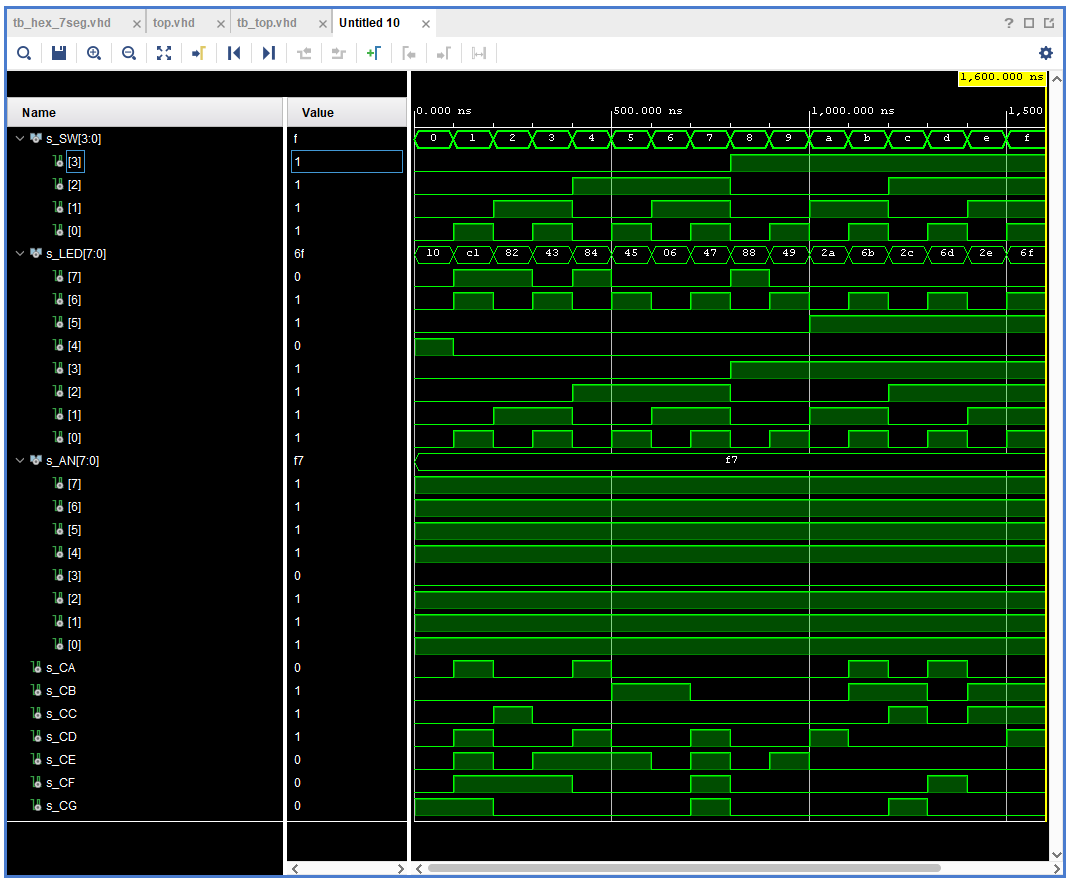 tb_hex_7seg.vhd × top.vhd × tb_top.vhd × Untitled 10 ×
1,600.000 ns
Name Value 0.000 ns 500.000 ns 1,000.000 ns 1,500
s_SW[3:0] f 0 1 2 3 4 5 6 7 8 9 a b c d e f
[3] 1
[2] 1
[1] 1
[0] 1
s_LED[7:0] 6f 10 c1 82 43 84 45 06 47 88 49 2a 6b 2c 6d 2e 6f
[7] 0
[6] 1
[5] 1
[4] 0
[3] 1
[2] 1
[1] 1
[0] 1
s_AN[7:0] f7 f7
[7] 1
[6] 1
[5] 1
[4] 1
[3] 0
[2] 1
[1] 1
[0] 1
s_CA 0
s_CB 1
s_CC 1
s_CD 1
s_CE 0
s_CF 0
s_CG 0